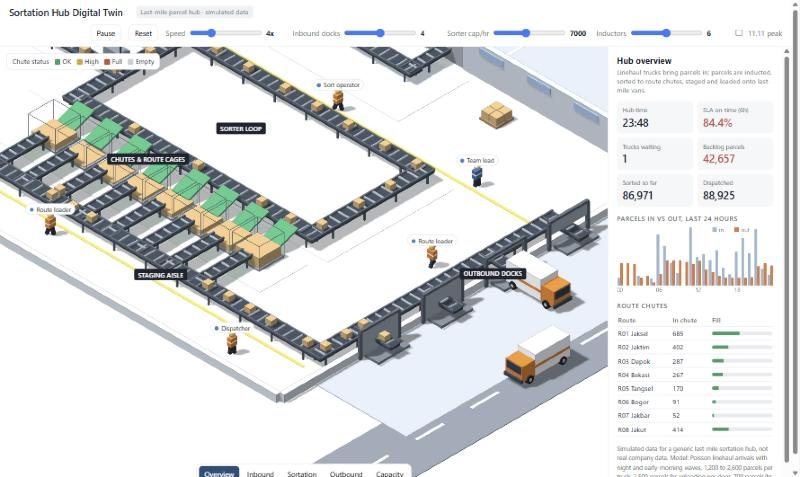 Sortation Hub Digital Twin
Last-mile parcel hub · simulated data
Pause
Reset
Speed
4x
Inbound docks
4
Sorter cap/hr
7000
Inductors
6
11.11 peak
Chute status
OK
High
Full
Empty
Sort operator
SORTER LOOP
CHUTES & ROUTE CAGES
Team lead
Route loader
Route loader
STAGING AISLE
OUTBOUND DOCKS
Dispatcher
Overview
Inbound
Sortation
Outbound
Capacity
Hub overview
Linehaul trucks bring parcels in; parcels are inducted,
sorted to route chutes, staged and loaded onto last
mile vans.
Hub time
23:48
SLA on-time (6h)
84.4%
Trucks waiting
1
Backlog parcels
42,657
Sorted so far
86,971
Dispatched
88,925
PARCELS IN VS OUT, LAST 24 HOURS
in
out
00
06
12
18
ROUTE CHUTES
Route In chute Fill
R01 Jaksel 685
R02 Jaktim 402
R03 Depok 287
R04 Bekasi 267
R05 Tangsel 170
R06 Bogor 91
R07 Jakbar 52
R08 Jakut 414
Simulated data for a generic last mile sortation hub, not
real company data. Model: Poisson linehaul arrivals with
night and early-morning waves, 1,200 to 2,600 parcels per